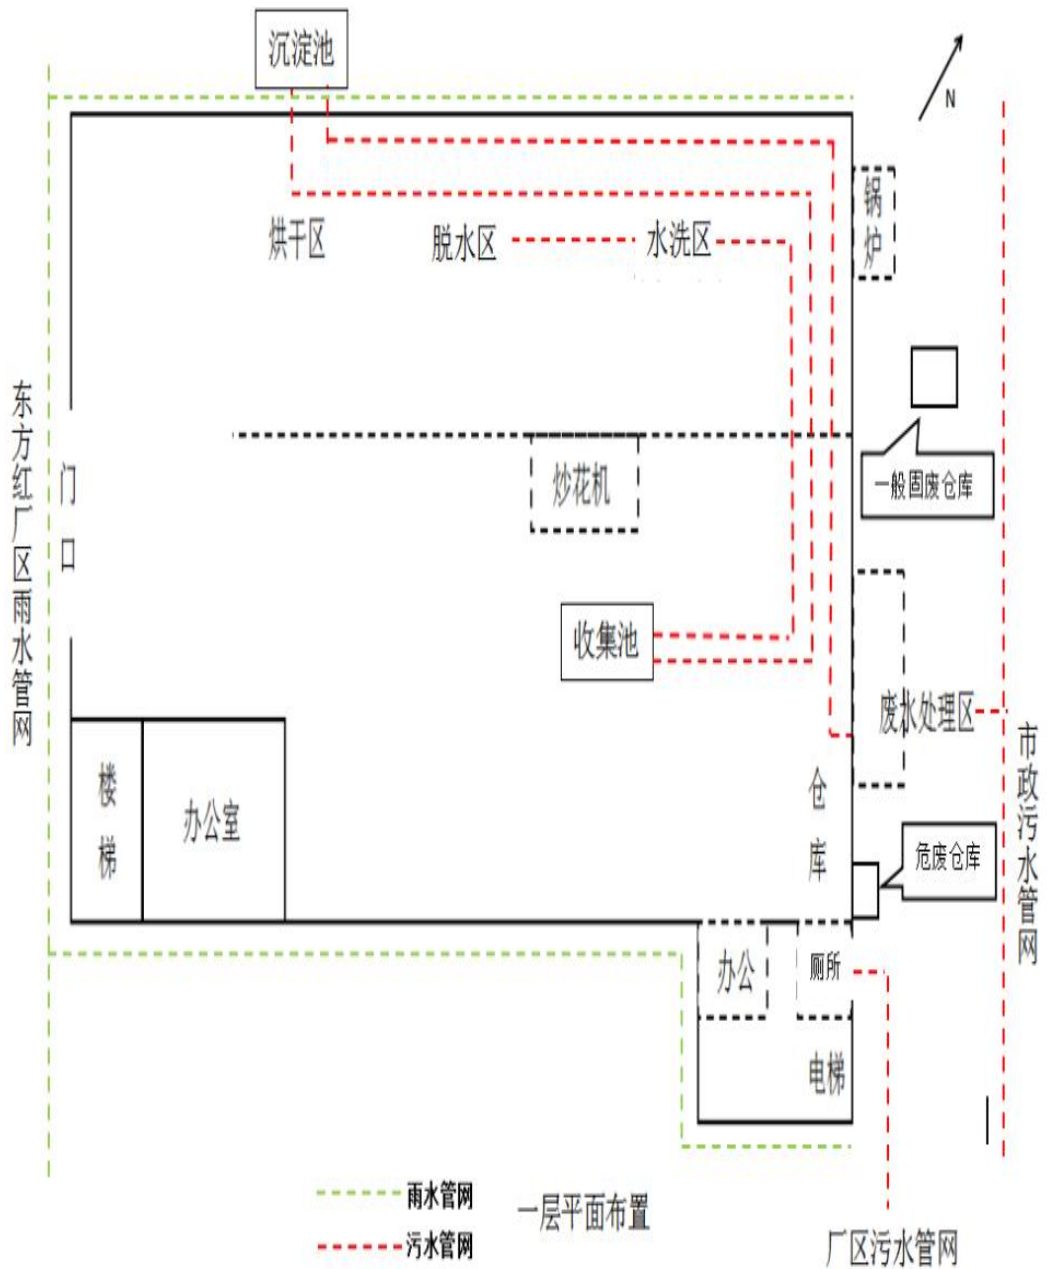 沉淀池
N
锅炉
烘干区
脱水区
水洗区
东方红厂区雨水管网
门口
炒花机
一般固废仓库
收集池
废水处理区
市政污水管网
楼梯
办公室
仓库
危废仓库
办公
厕所
电梯
雨水管网
一层平面布置
污水管网
厂区污水管网